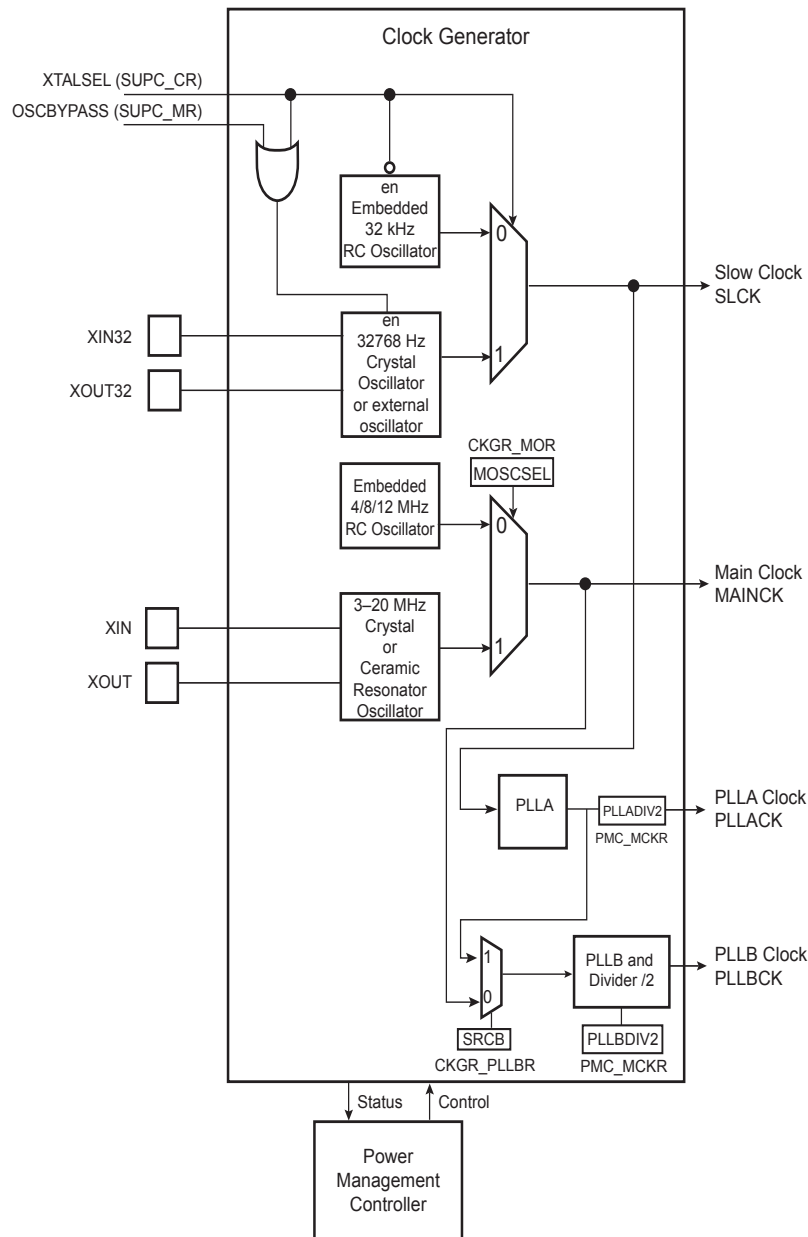 Clock Generator
XTALSEL (SUPC_CR)
OSCBYPASS (SUPC_MR)
en
Embedded
32 kHz
RC Oscillator
0
1
Slow Clock
SLCK
XIN32
XOUT32
en
32768 Hz
Crystal
Oscillator
or external
oscillator
CKGR_MOR
MOSCSEL
Embedded
4/8/12 MHz
RC Oscillator
0
1
Main Clock
MAINCK
XIN
XOUT
3–20 MHz
Crystal
or
Ceramic
Resonator
Oscillator
PLLA
PLLADIV2
PMC_MCKR
PLLA Clock
PLLACK
1
0
SRCB
CKGR_PLLBR
PLLB and
Divider /2
PLLBDIV2
PMC_MCKR
PLLB Clock
PLLBCK
Status
Control
Power
Management
Controller